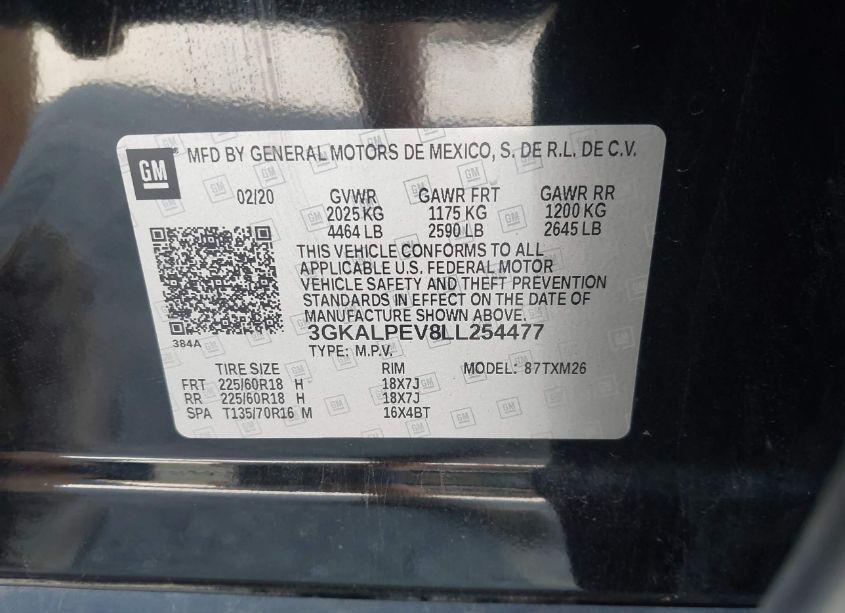 GM ® MFD BY GENERAL MOTORS DE MEXICO, S. DE R.L. DE C.V.
02/20 GVWR GAWR FRT GAWR RR
2025 KG 1175 KG 1200 KG
4464 LB 2590 LB 2645 LB
THIS VEHICLE CONFORMS TO ALL
APPLICABLE U.S. FEDERAL MOTOR
VEHICLE SAFETY AND THEFT PREVENTION
STANDARDS IN EFFECT ON THE DATE OF
MANUFACTURE SHOWN ABOVE.
384A 3GKALPEV8LL254477
TYPE: M.P.V.
TIRE SIZE RIM MODEL: 87TXM26
FRT 225/60R18 H 18X7J
RR 225/60R18 H 18X7J
SPA T135/70R16 M 16X4BT